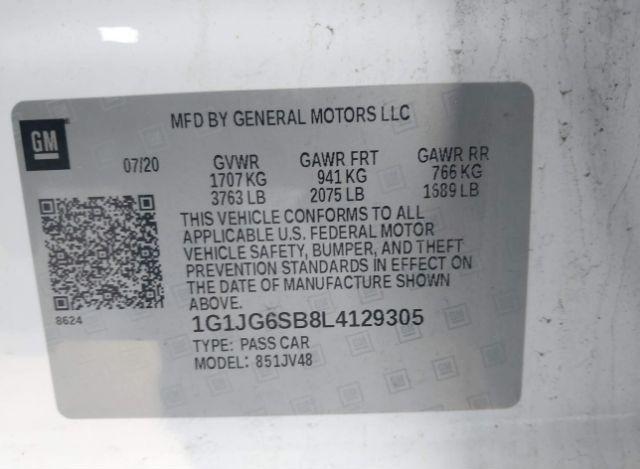 MFD BY GENERAL MOTORS LLC
GM
07/20 GVWR GAWR FRT GAWR RR
1707 KG 941 KG 766 KG
3763 LB 2075 LB 1689 LB
THIS VEHICLE CONFORMS TO ALL
APPLICABLE U.S. FEDERAL MOTOR
VEHICLE SAFETY, BUMPER, AND THEFT
PREVENTION STANDARDS IN EFFECT ON
THE DATE OF MANUFACTURE SHOWN
ABOVE.
8624
1G1JG6SB8L4129305
TYPE: PASS CAR
MODEL: 851JV48